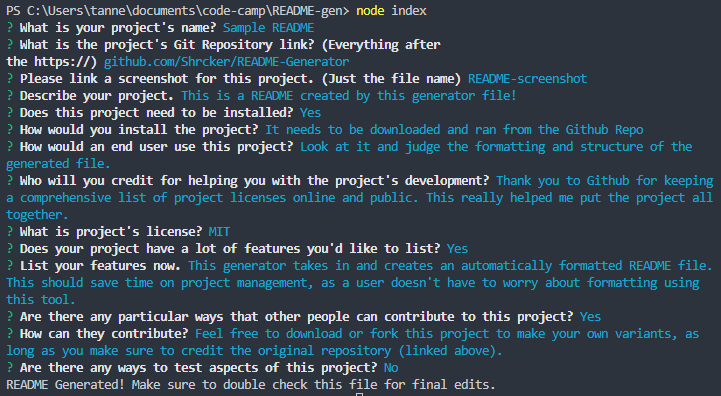 PS C:\Users\tanne\documents\code-camp\README-gen> node index
? What is your project's name? Sample README
? What is the project's Git Repository link? (Everything after
the https://) github.com/Shrcker/README-Generator
? Please link a screenshot for this project. (Just the file name) README-screenshot
? Describe your project. This is a README created by this generator file!
? Does this project need to be installed? Yes
? How would you install the project? It needs to be downloaded and ran from the Github Repo
? How would an end user use this project? Look at it and judge the formatting and structure of the
generated file.
? Who will you credit for helping you with the project's development? Thank you to Github for keeping
a comprehensive list of project licenses online and public. This really helped me put the project all
together.
? What is project's license? MIT
? Does your project have a lot of features you'd like to list? Yes
? List your features now. This generator takes in and creates an automatically formatted README file.
This should save time on project management, as a user doesn't have to worry about formatting using
this tool.
? Are there any particular ways that other people can contribute to this project? Yes
? How can they contribute? Feel free to download or fork this project to make your own variants, as
long as you make sure to credit the original repository (linked above).
? Are there any ways to test aspects of this project? No
README Generated! Make sure to double check this file for final edits.